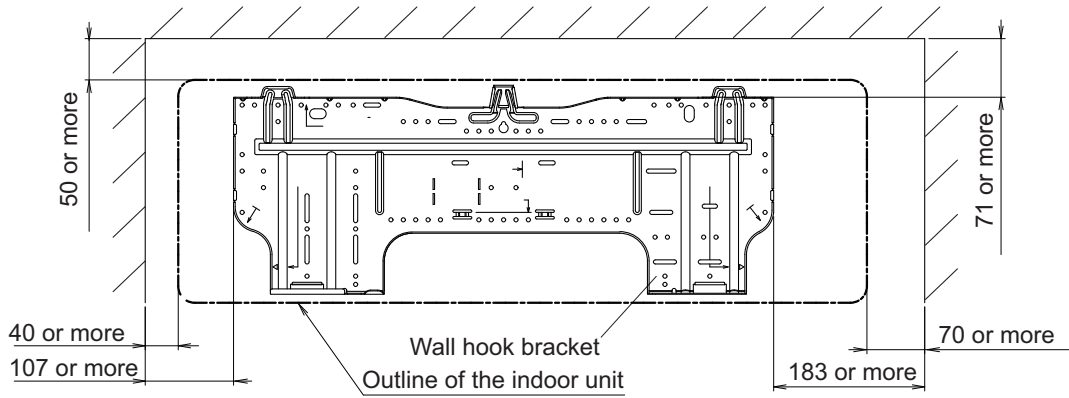 50 or more
71 or more
40 or more
107 or more
Wall hook bracket
Outline of the indoor unit
70 or more
183 or more